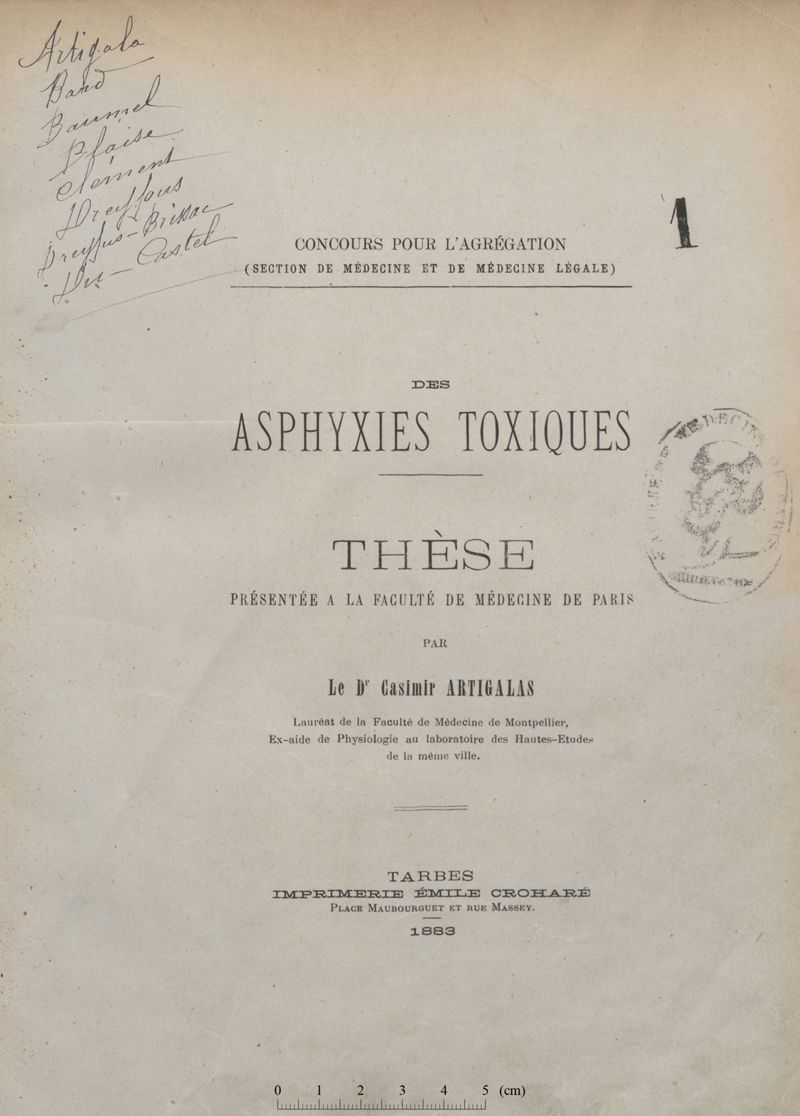 Artigala
Bard
Baumel
Blaise
Clément
Dreyfous
Dreyfus-Brissac
Du-Castel
1
CONCOURS POUR L'AGRÉGATION
(SECTION DE MÉDECINE ET DE MÉDECINE LÉGALE)
DES
ASPHYXIES TOXIQUES
THÈSE
PRÉSENTÉE A LA FACULTÉ DE MÉDECINE DE PARIS
PAR
Le Dr Casimir ARTIGALAS
Lauréat de la Faculté de Médecine de Montpellier,
Ex-aide de Physiologie au laboratoire des Hautes-Etudes
de la même ville.
TARBES
IMPRIMERIE ÉMILE CROHARÉ
PLACE MAUBOURGUET ET RUE MASSEY.
1883
0 1 2 3 4 5 (cm)